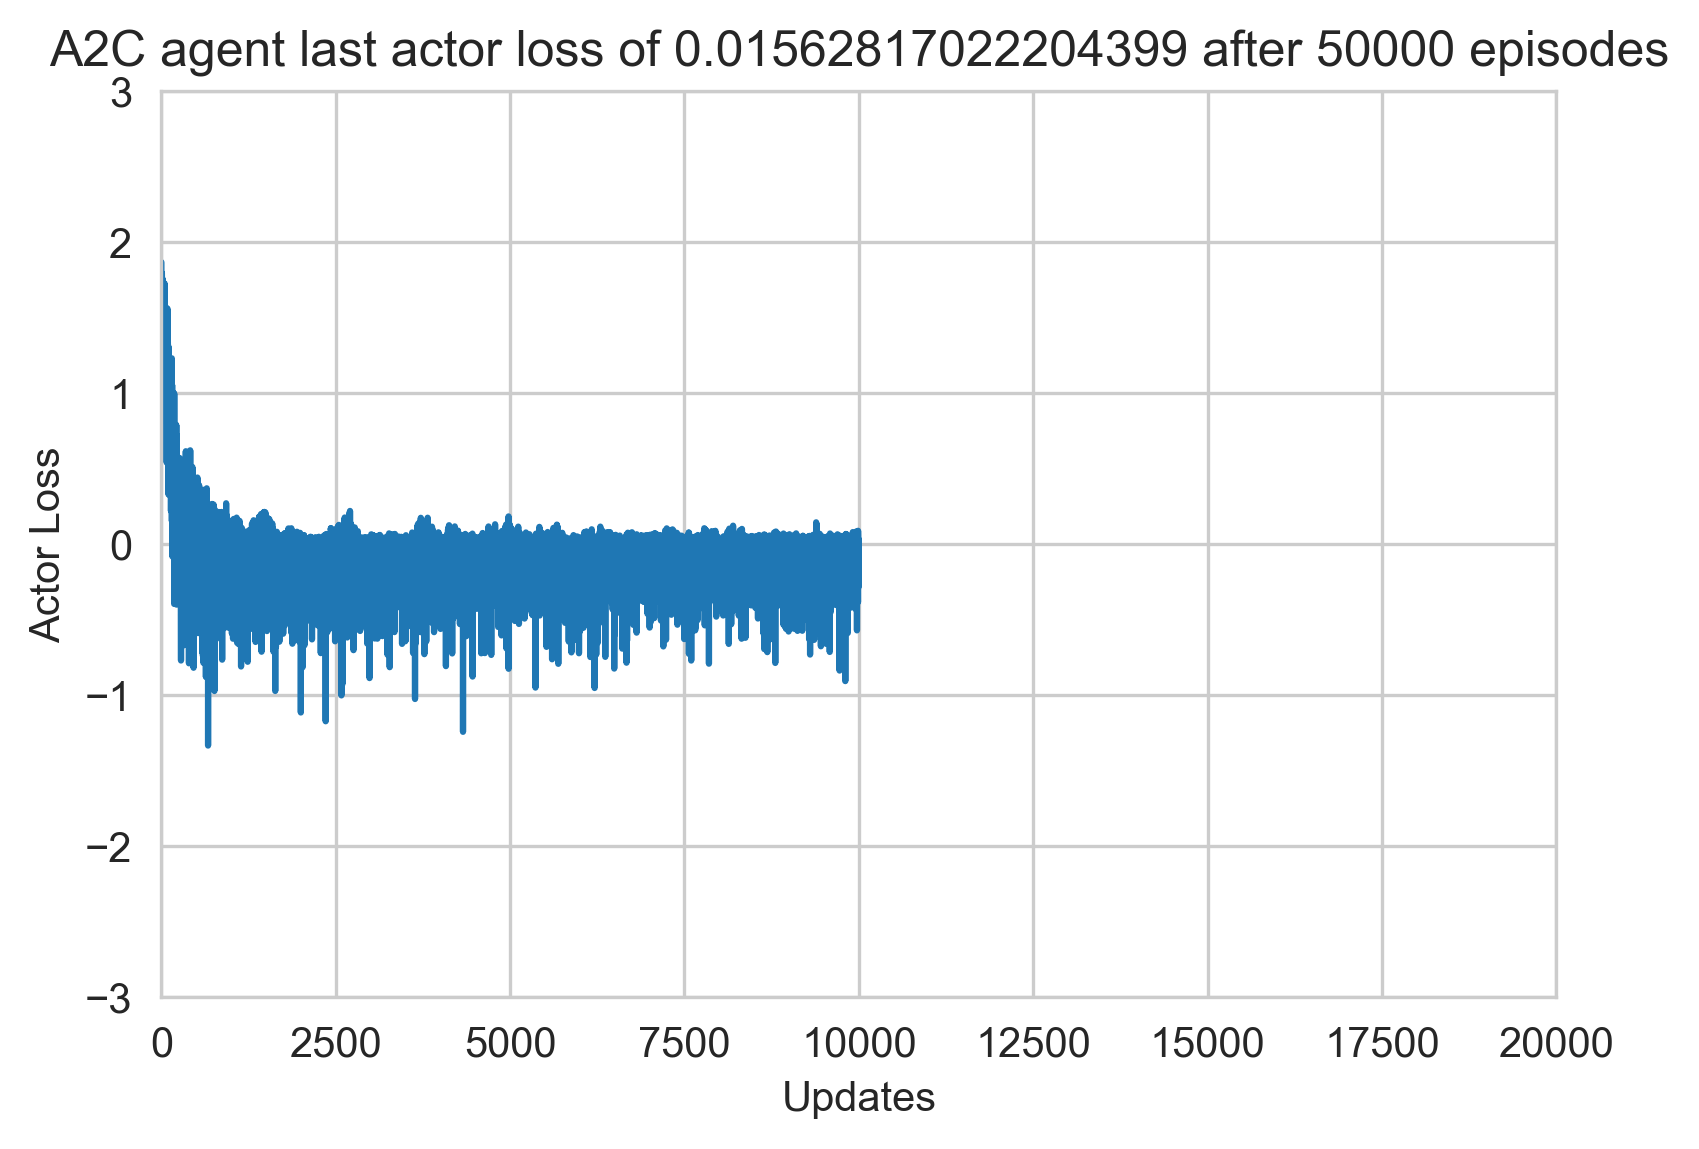 A2C agent last actor loss of 0.01562817022204399 after 50000 episodes
3
2
1
0
−1
−2
−3
Actor Loss
0 2500 5000 7500 10000 12500 15000 17500 20000
Updates